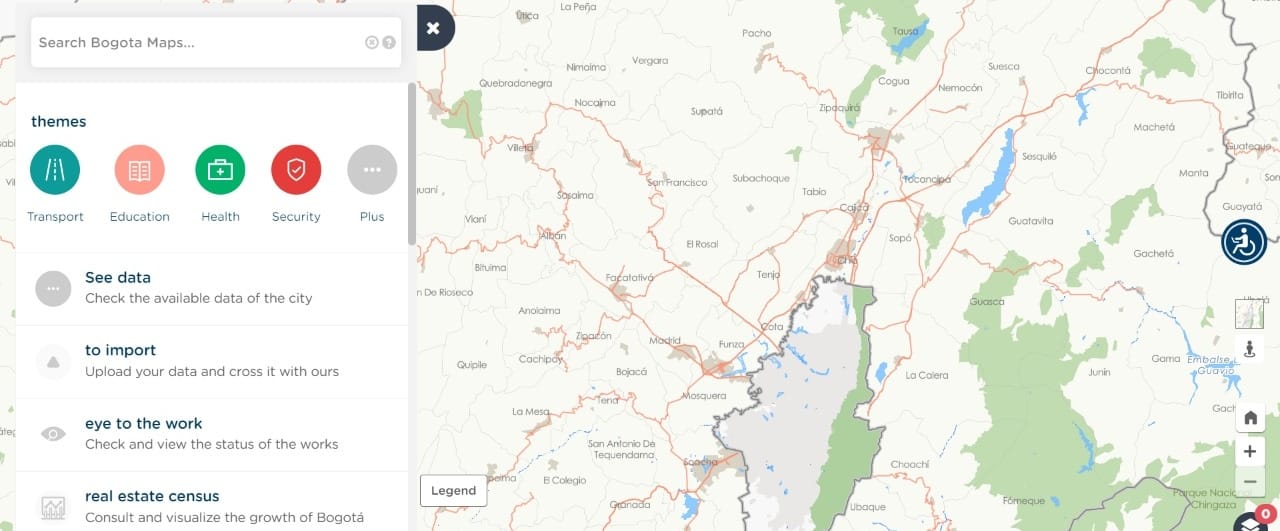 Search Bogota Maps...
themes
Transport
Education
Health
Security
Plus
See data
Check the available data of the city
to import
Upload your data and cross it with ours
eye to the work
Check and view the status of the works
real estate census
Consult and visualize the growth of Bogotá
Legend
0
La Peña
Útica
Pacho
Tausa
Vergara
Nimaima
Quebradanegra
Cogua
Suesca
Chocontá
Nemocón
Tibirita
Nocaima
Supatá
Zipaquirá
Machetá
Villeta
Sesquilé
Guateque
Manta
San Francisco
Subachoque
Tocancipá
Sasaima
Tabio
Cajicá
Guayatá
Vianí
Guatavita
Albán
El Rosal
Sopó
Gachetá
Bituima
Chía
Facatativá
Tenjo
n De Rioseco
Guasca
Ubalá
Anolaima
Cota
Zipacón
Madrid
Funza
Cachipay
Quipile
Bojacá
La Calera
Junín
Gama
Embalse
Guavio
Mosquera
Tena
La Mesa
San Antonio De
Tequendama
Soacha
Choachí
El Colegio
Granada
Ubaque
Fómeque
Parque Nacional
Chingaza